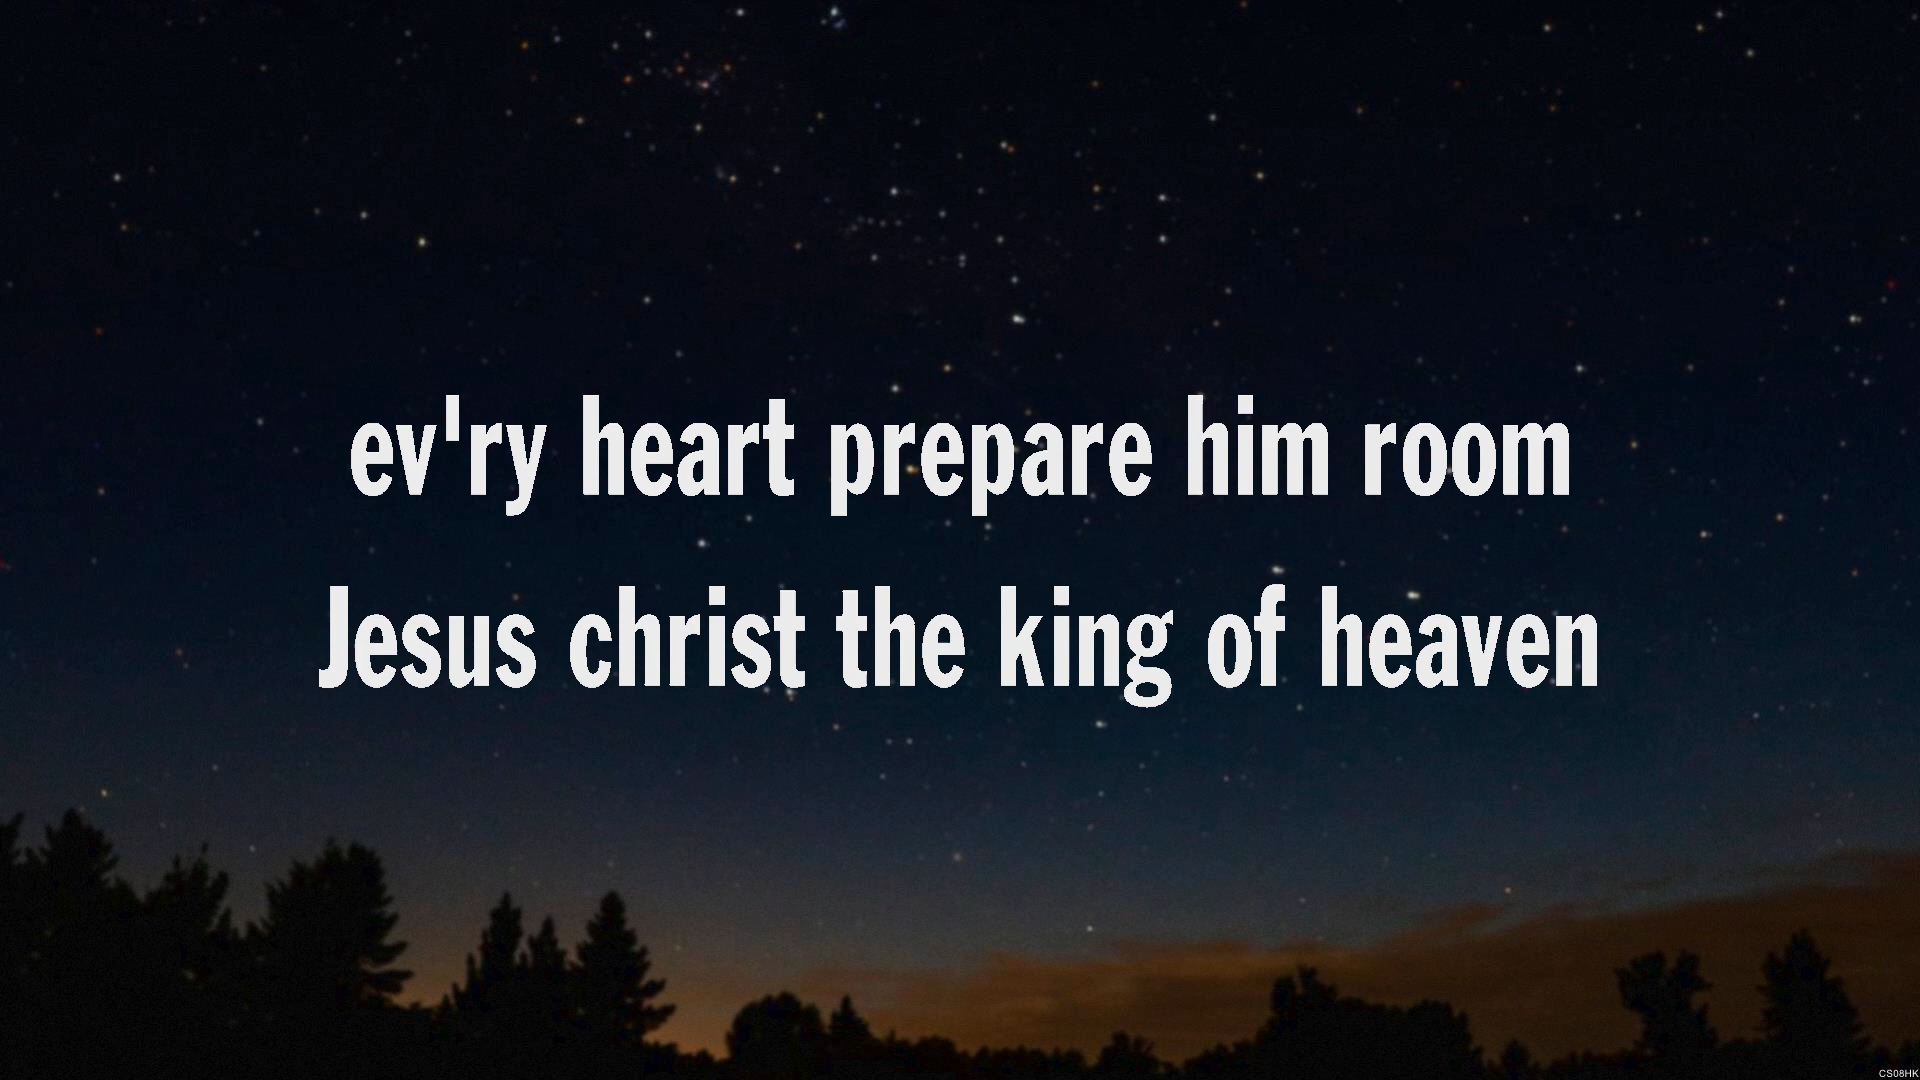 ev'ry heart prepare him room
Jesus christ the king of heaven
CS08HK